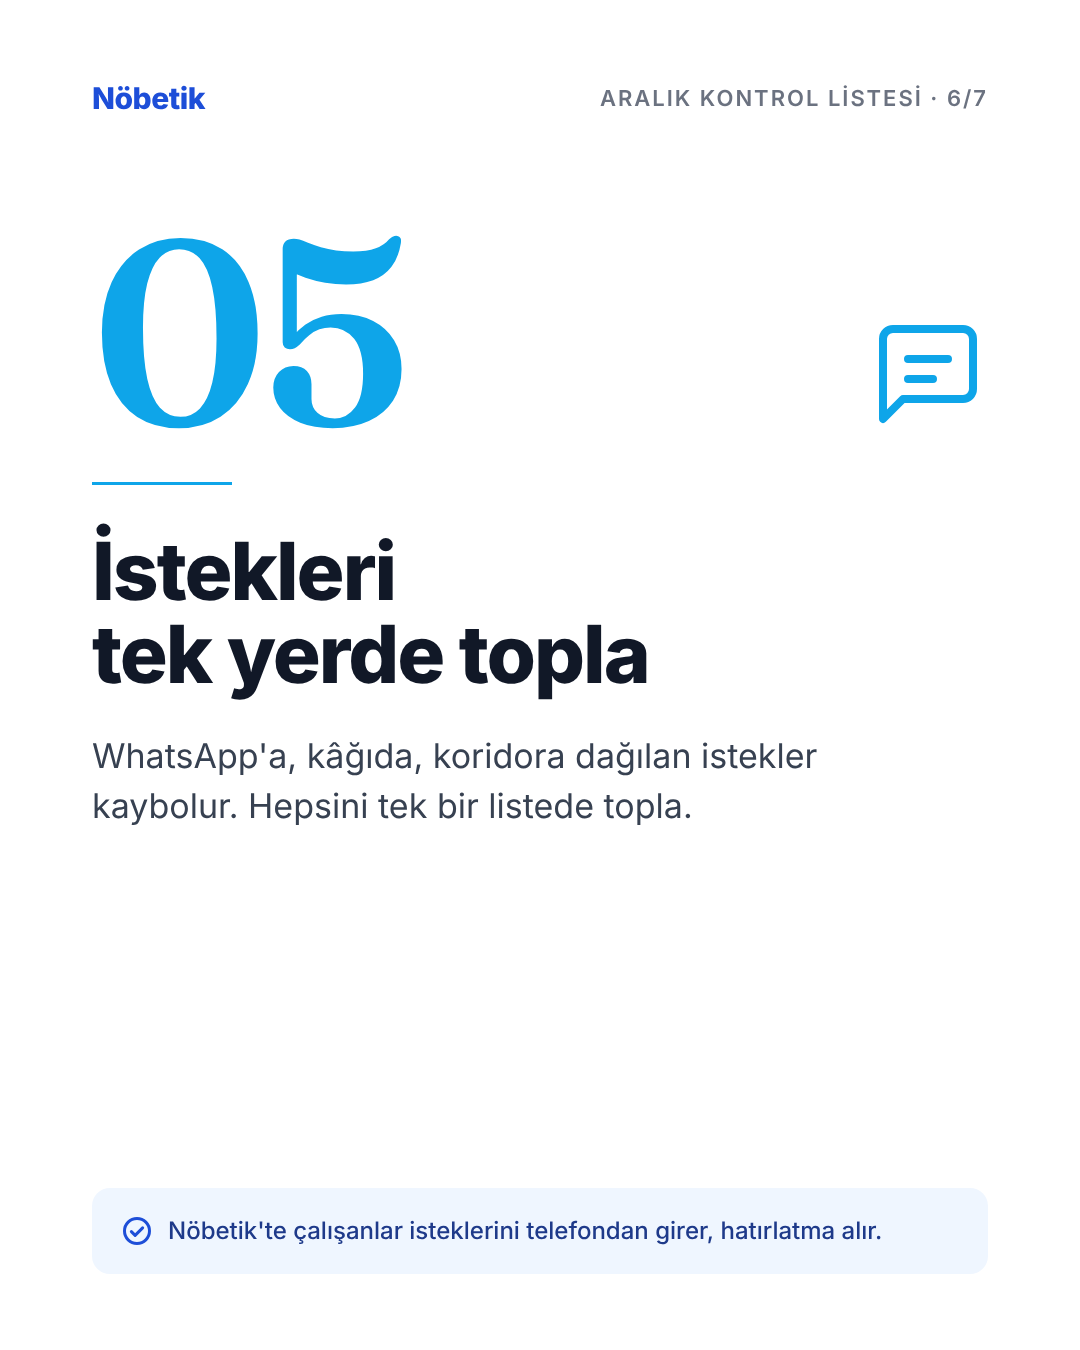 Nöbetik
ARALIK KONTROL LİSTESİ · 6/7
05
İstekleri
tek yerde topla
WhatsApp'a, kâğıda, koridora dağılan istekler
kaybolur. Hepsini tek bir listede topla.
Nöbetik'te çalışanlar isteklerini telefondan girer, hatırlatma alır.